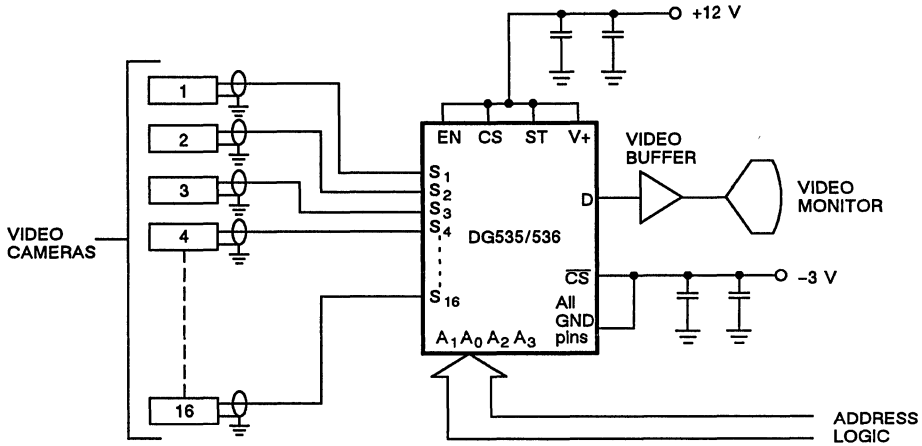 +12 V
1
2
3
4
16
VIDEO
CAMERAS
EN CS ST V+
S1
S2
S3
S4
S16
DG535/536
D
C̅S̅
All
GND
pins
A1 A0 A2 A3
VIDEO
BUFFER
VIDEO
MONITOR
−3 V
ADDRESS
LOGIC